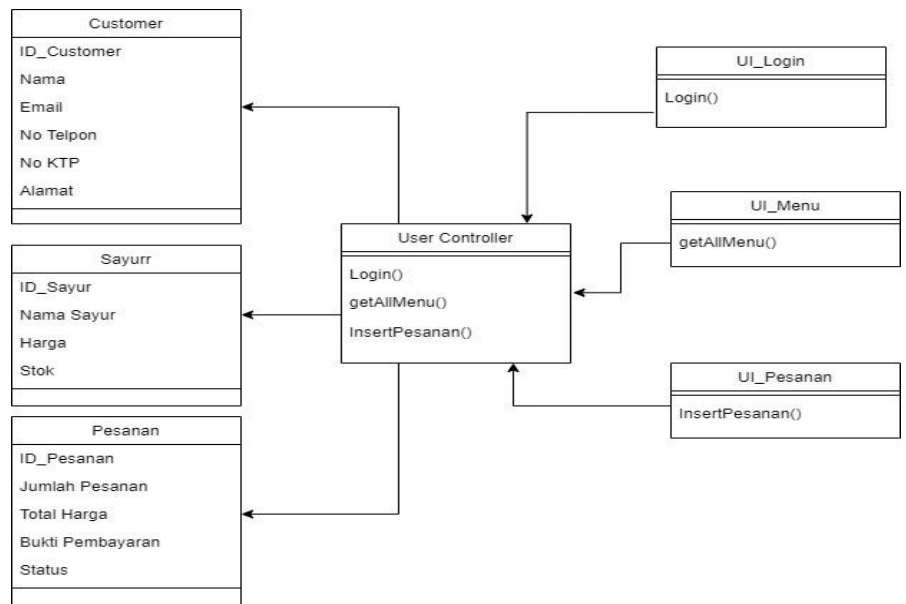 Customer
ID_Customer
Nama
Email
No Telpon
No KTP
Alamat
Sayurr
ID_Sayur
Nama Sayur
Harga
Stok
Pesanan
ID_Pesanan
Jumlah Pesanan
Total Harga
Bukti Pembayaran
Status
User Controller
Login()
getAllMenu()
InsertPesanan()
UI_Login
Login()
UI_Menu
getAllMenu()
UI_Pesanan
InsertPesanan()